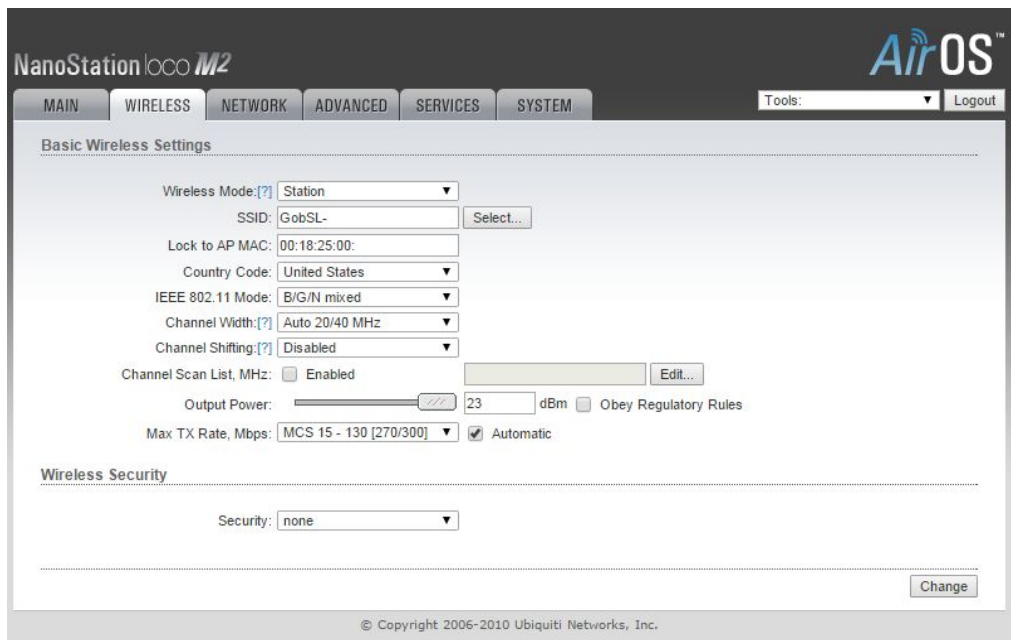 NanoStation loco M2
AirOS™
MAIN WIRELESS NETWORK ADVANCED SERVICES SYSTEM Tools: Logout
Basic Wireless Settings
Wireless Mode:[?] Station
SSID: GobSL- Select...
Lock to AP MAC: 00:18:25:00:
Country Code: United States
IEEE 802.11 Mode: B/G/N mixed
Channel Width:[?] Auto 20/40 MHz
Channel Shifting:[?] Disabled
Channel Scan List, MHz: Enabled Edit...
Output Power: 23 dBm Obey Regulatory Rules
Max TX Rate, Mbps: MCS 15 - 130 [270/300] Automatic
Wireless Security
Security: none
Change
© Copyright 2006-2010 Ubiquiti Networks, Inc.